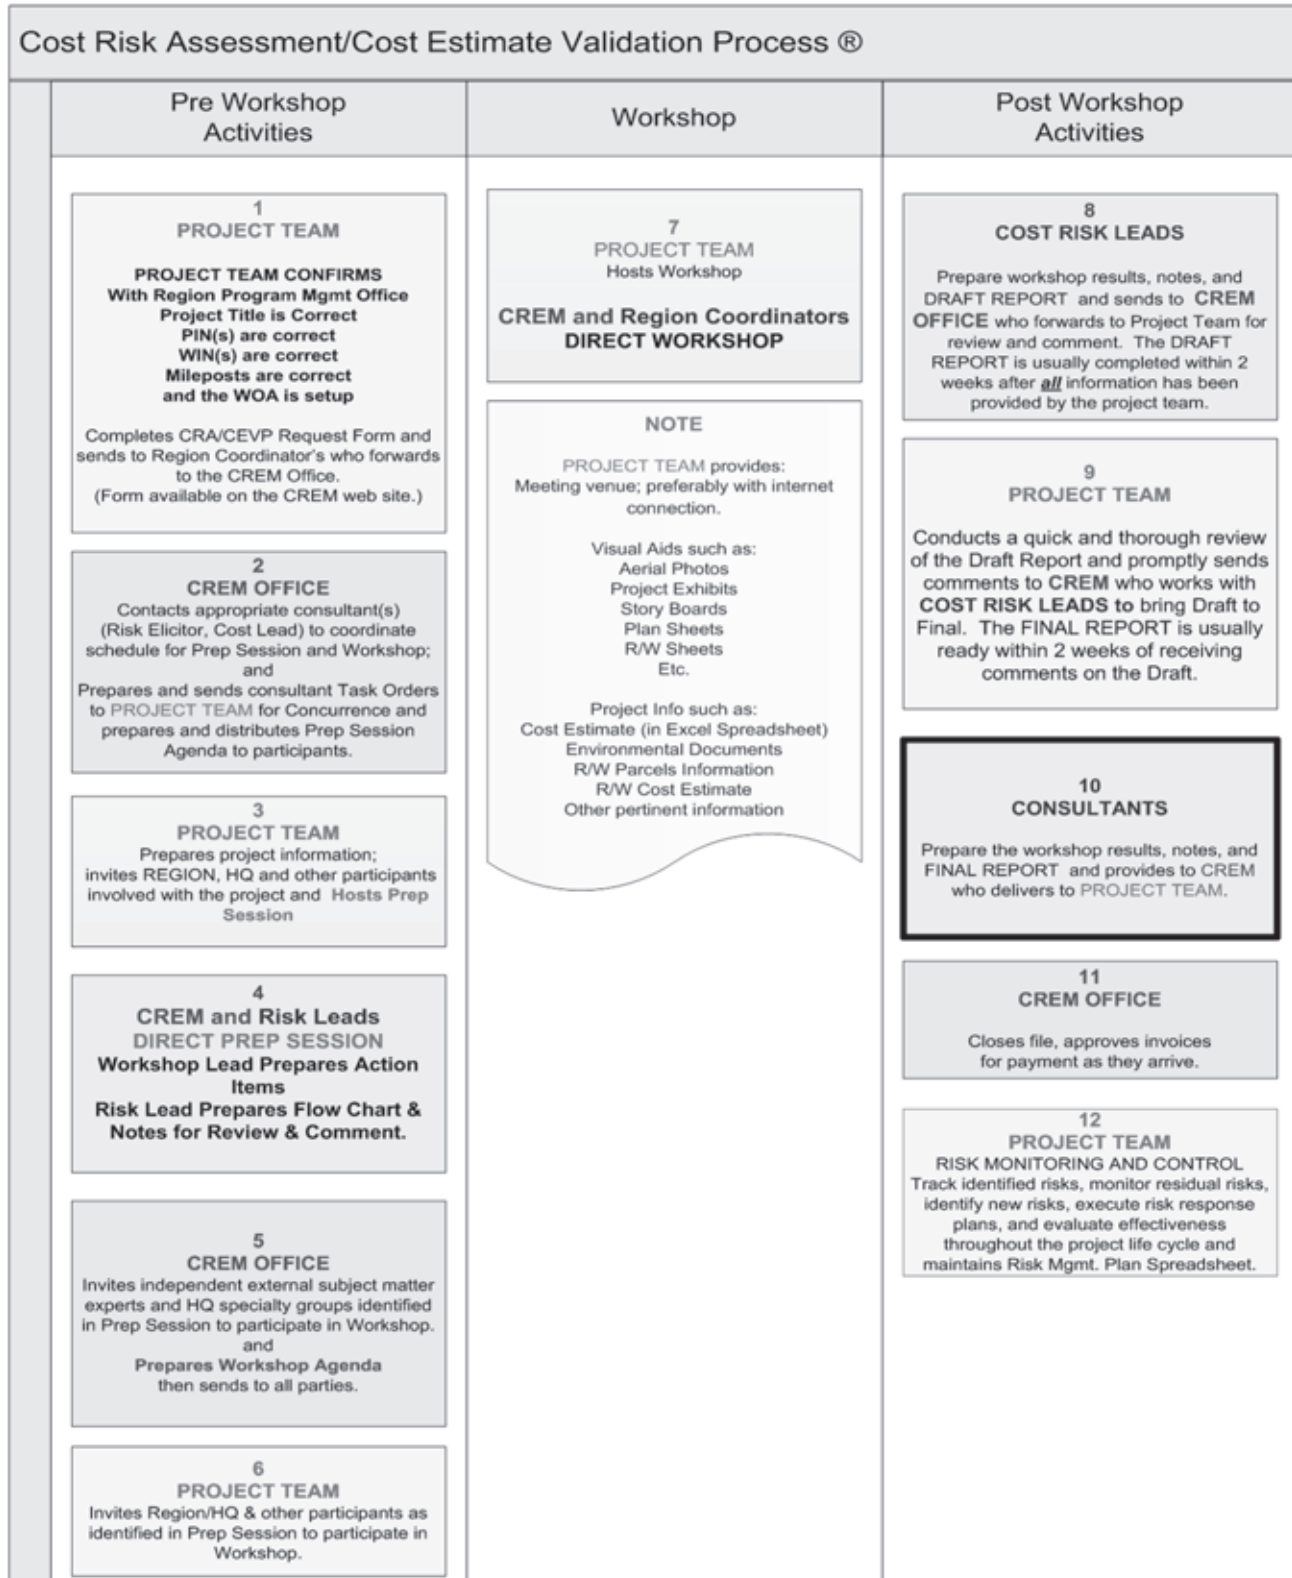 Cost Risk Assessment/Cost Estimate Validation Process ®
Pre Workshop
Activities
1
PROJECT TEAM
PROJECT TEAM CONFIRMS
With Region Program Mgmt Office
Project Title is Correct
PIN(s) are correct
WIN(s) are correct
Mileposts are correct
and the WOA is setup
Completes CRA/CEVP Request Form and
sends to Region Coordinator's who forwards
to the CREM Office.
(Form available on the CREM web site.)
2
CREM OFFICE
Contacts appropriate consultant(s)
(Risk Elicitor, Cost Lead) to coordinate
schedule for Prep Session and Workshop;
and
Prepares and sends consultant Task Orders
to PROJECT TEAM for Concurrence and
prepares and distributes Prep Session
Agenda to participants.
3
PROJECT TEAM
Prepares project information;
invites REGION, HQ and other participants
involved with the project and Hosts Prep
Session
4
CREM and Risk Leads
DIRECT PREP SESSION
Workshop Lead Prepares Action
Items
Risk Lead Prepares Flow Chart &
Notes for Review & Comment.
5
CREM OFFICE
Invites independent external subject matter
experts and HQ specialty groups identified
in Prep Session to participate in Workshop.
and
Prepares Workshop Agenda
then sends to all parties.
6
PROJECT TEAM
Invites Region/HQ & other participants as
identified in Prep Session to participate in
Workshop.
Workshop
7
PROJECT TEAM
Hosts Workshop
CREM and Region Coordinators
DIRECT WORKSHOP
NOTE
PROJECT TEAM provides:
Meeting venue; preferably with internet
connection.
Visual Aids such as:
Aerial Photos
Project Exhibits
Story Boards
Plan Sheets
R/W Sheets
Etc.
Project Info such as:
Cost Estimate (in Excel Spreadsheet)
Environmental Documents
R/W Parcels Information
R/W Cost Estimate
Other pertinent information
Post Workshop
Activities
8
COST RISK LEADS
Prepare workshop results, notes, and
DRAFT REPORT and sends to CREM
OFFICE who forwards to Project Team for
review and comment. The DRAFT
REPORT is usually completed within 2
weeks after all information has been
provided by the project team.
9
PROJECT TEAM
Conducts a quick and thorough review
of the Draft Report and promptly sends
comments to CREM who works with
COST RISK LEADS to bring Draft to
Final. The FINAL REPORT is usually
ready within 2 weeks of receiving
comments on the Draft.
10
CONSULTANTS
Prepare the workshop results, notes, and
FINAL REPORT and provides to CREM
who delivers to PROJECT TEAM.
11
CREM OFFICE
Closes file, approves invoices
for payment as they arrive.
12
PROJECT TEAM
RISK MONITORING AND CONTROL
Track identified risks, monitor residual risks,
identify new risks, execute risk response
plans, and evaluate effectiveness
throughout the project life cycle and
maintains Risk Mgmt. Plan Spreadsheet.